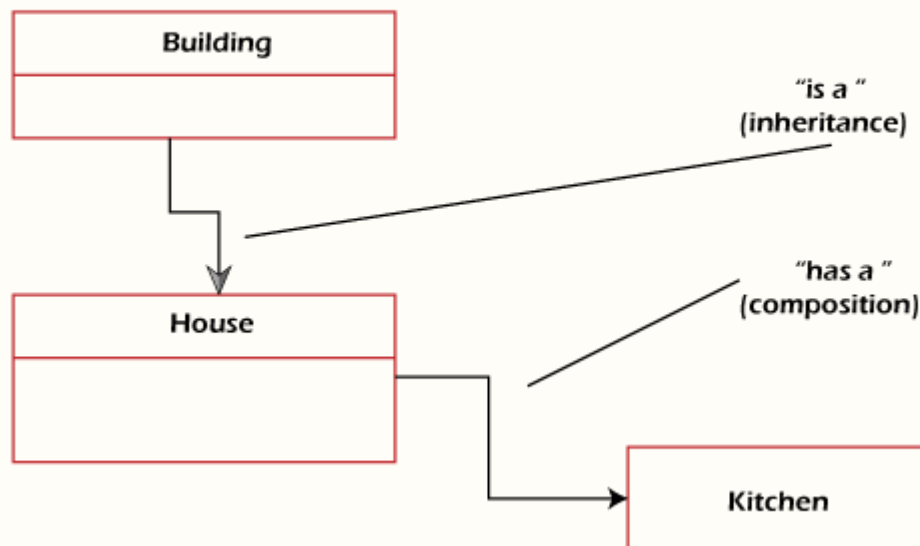 Building
“is a ”
(inheritance)
“has a ”
(composition)
House
Kitchen